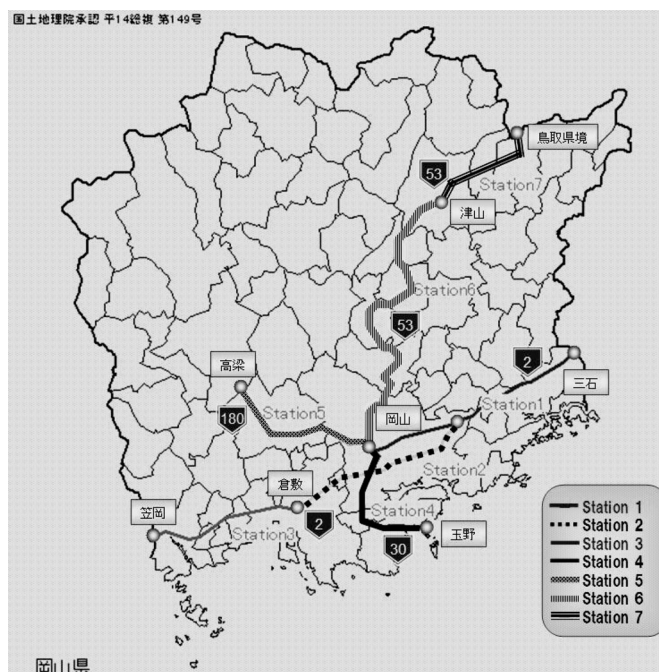 国土地理院承認 平14総複 第149号
鳥取県境
53
Station7
津山
Station6
53
2
三石
高梁
岡山
Station1
Station5
180
Station2
倉敷
笠岡
Station4
2
Station3
玉野
30
Station 1
Station 2
Station 3
Station 4
Station 5
Station 6
Station 7
岡山県